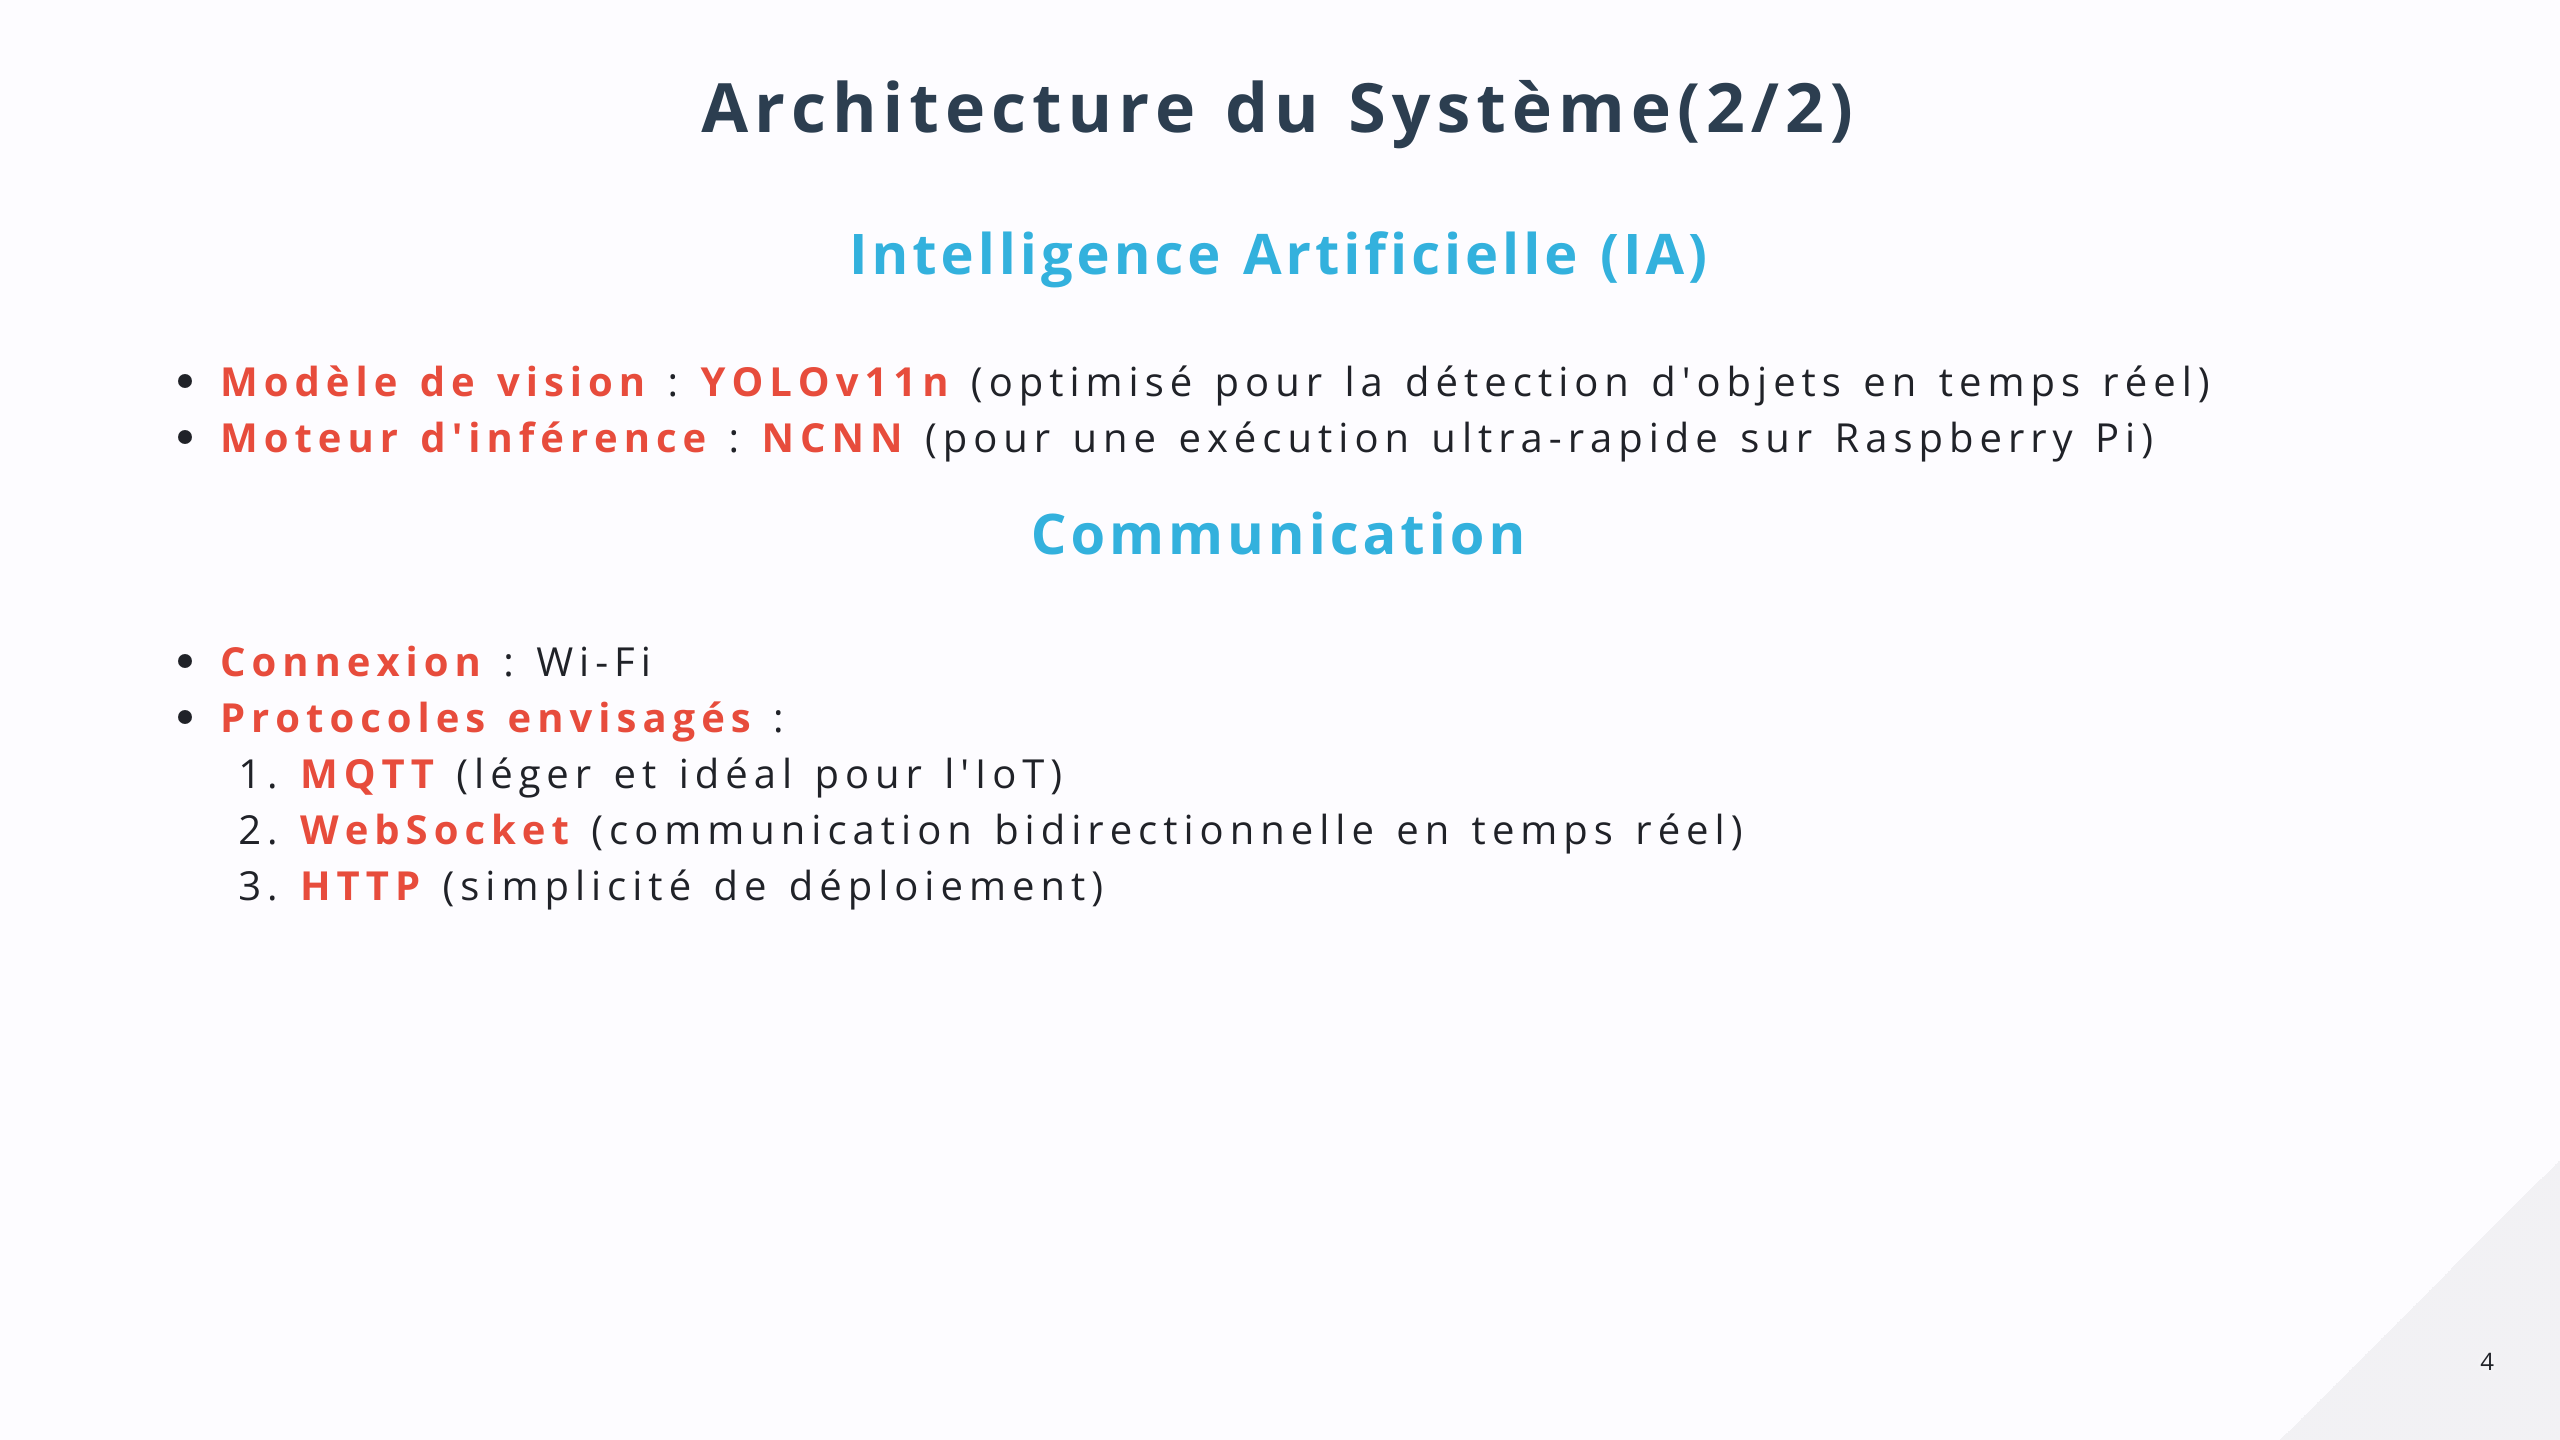 Architecture du Système(2/2)
Intelligence Artificielle (IA)
• Modèle de vision : YOLOv11n (optimisé pour la détection d'objets en temps réel)
• Moteur d'inférence : NCNN (pour une exécution ultra-rapide sur Raspberry Pi)
Communication
• Connexion : Wi-Fi
• Protocoles envisagés :
1. MQTT (léger et idéal pour l'IoT)
2. WebSocket (communication bidirectionnelle en temps réel)
3. HTTP (simplicité de déploiement)
4